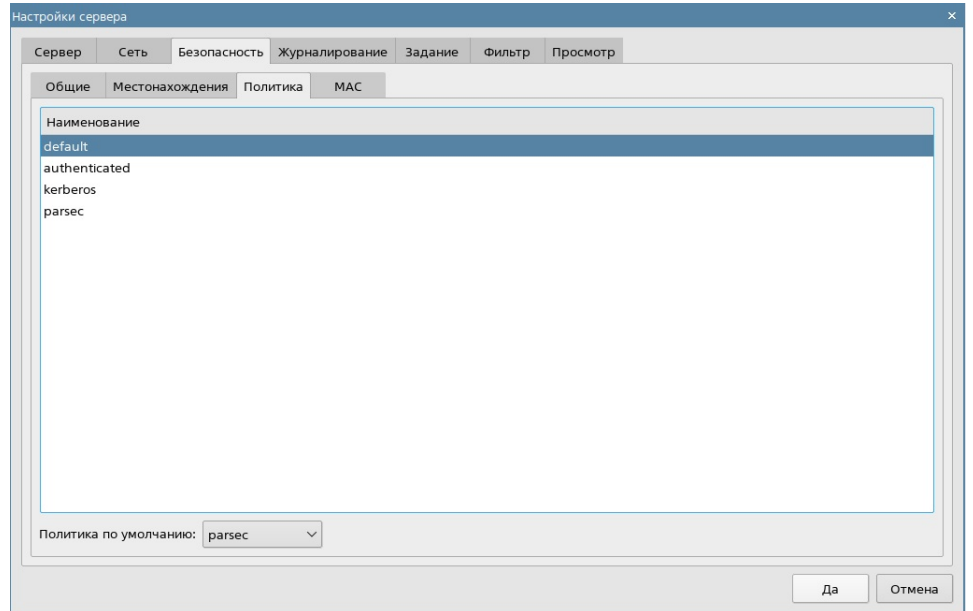 Настройки сервера
Сервер Сеть Безопасность Журналирование Задание Фильтр Просмотр
Общие Местонахождения Политика MAC
Наименование
default
authenticated
kerberos
parsec
Политика по умолчанию: parsec
Да Отмена